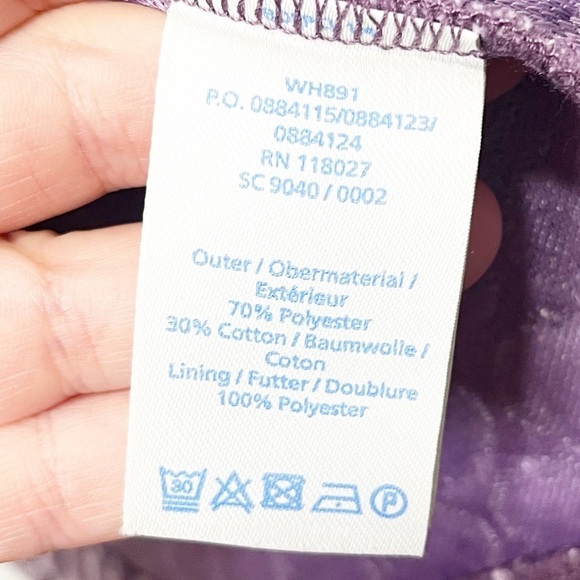 WH891
P.O. 0884115/0884123/
0884124
RN 118027
SC 9040 / 0002
Outer / Obermaterial /
Extérieur
70% Polyester
30% Cotton / Baumwolle /
Coton
Lining / Futter / Doublure
100% Polyester
30 P